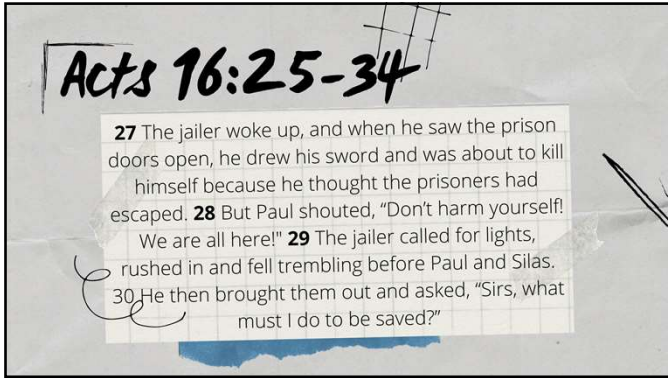 Acts 16:25-34
27 The jailer woke up, and when he saw the prison
doors open, he drew his sword and was about to kill
himself because he thought the prisoners had
escaped. 28 But Paul shouted, “Don’t harm yourself!
We are all here!" 29 The jailer called for lights,
rushed in and fell trembling before Paul and Silas.
30 He then brought them out and asked, “Sirs, what
must I do to be saved?”